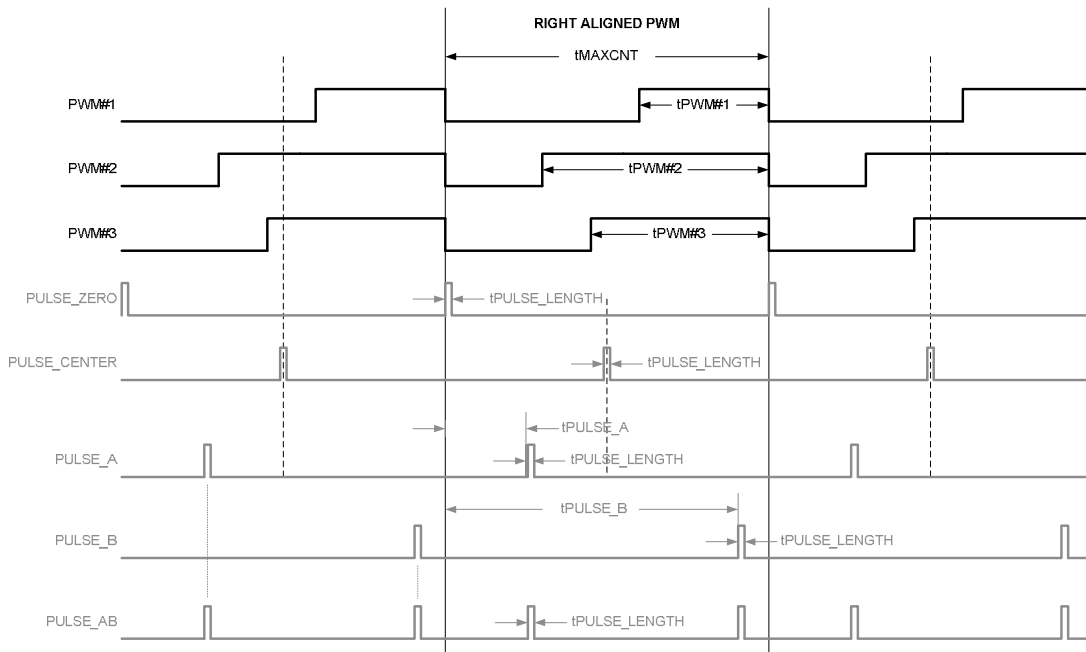 RIGHT ALIGNED PWM
tMAXCNT
PWM#1
tPWM#1
PWM#2
tPWM#2
PWM#3
tPWM#3
PULSE_ZERO
tPULSE_LENGTH
PULSE_CENTER
tPULSE_LENGTH
tPULSE_A
PULSE_A
tPULSE_LENGTH
tPULSE_B
PULSE_B
tPULSE_LENGTH
PULSE_AB
tPULSE_LENGTH